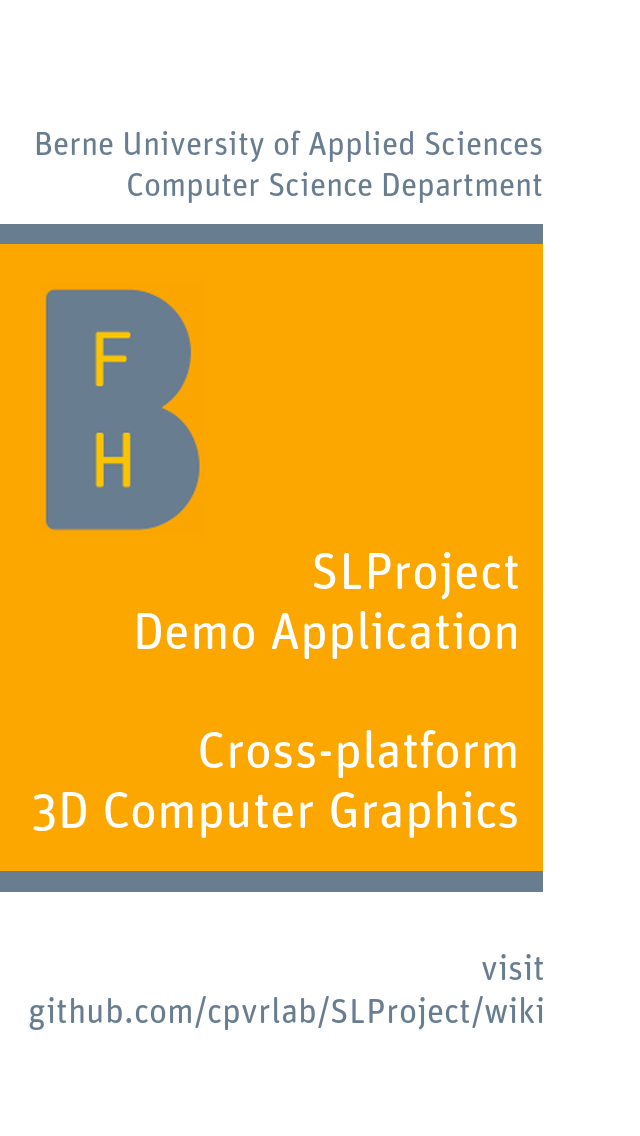 Berne University of Applied Sciences
Computer Science Department
B
F
H
SLProject
Demo Application
Cross-platform
3D Computer Graphics
visit
github.com/cpvrlab/SLProject/wiki